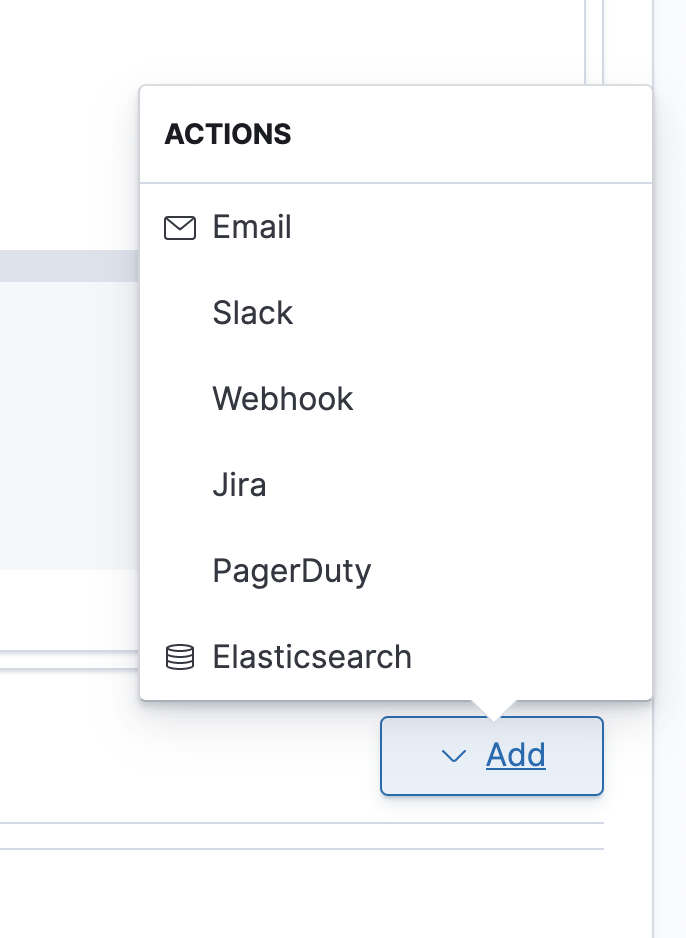 ACTIONS
Email
Slack
Webhook
Jira
PagerDuty
Elasticsearch
Add